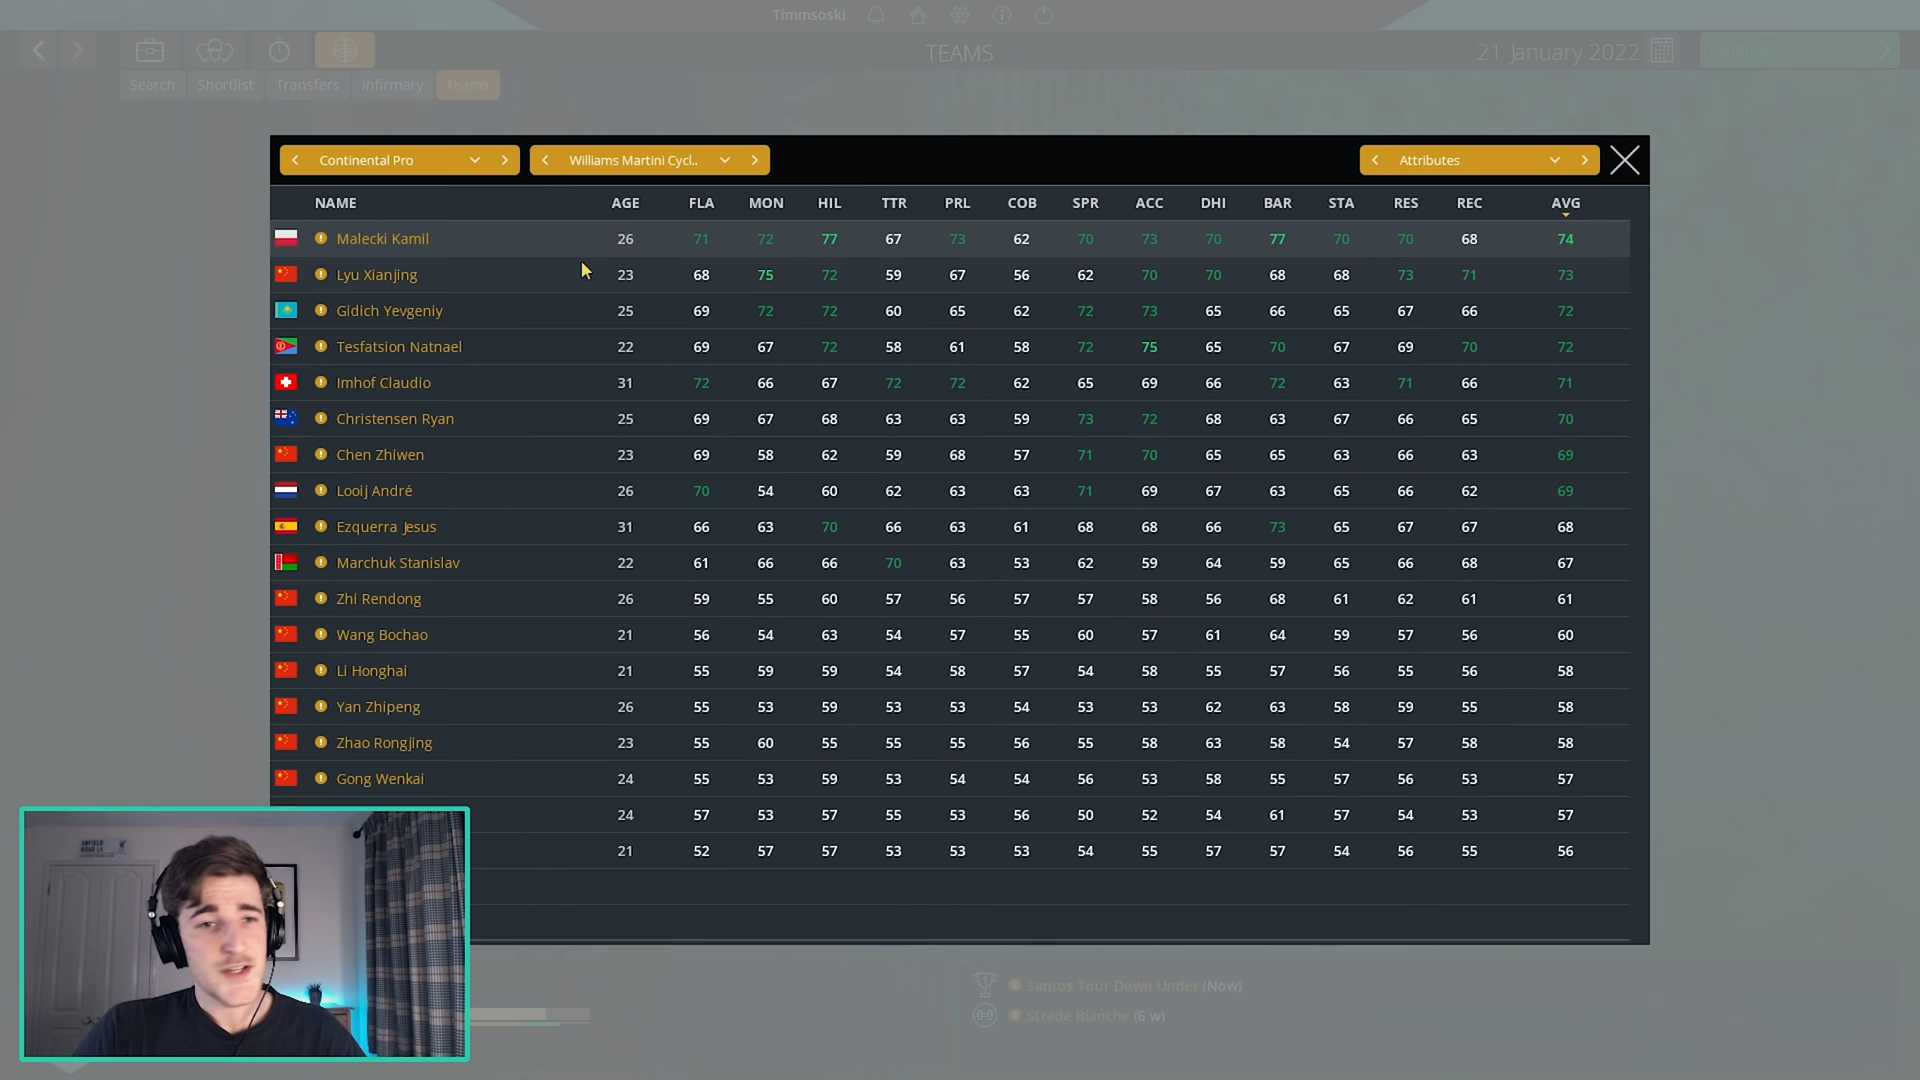 Timmsoski
TEAMS
21 January 2022
Search Shortlist Transfers Infirmary Teams
Continental Pro Williams Martini Cycl.. Attributes
NAME AGE FLA MON HIL TTR PRL COB SPR ACC DHI BAR STA RES REC AVG
Malecki Kamil 26 71 72 77 67 73 62 70 73 70 77 70 70 68 74
Lyu Xianjing 23 68 75 72 59 67 56 62 70 70 68 68 73 71 73
Gidich Yevgeniy 25 69 72 72 60 65 62 72 73 65 66 65 67 66 72
Tesfatsion Natnael 22 69 67 72 58 61 58 72 75 65 70 67 69 70 72
Imhof Claudio 31 72 66 67 72 72 62 65 69 66 72 63 71 66 71
Christensen Ryan 25 69 67 68 63 63 59 73 72 68 63 67 66 65 70
Chen Zhiwen 23 69 58 62 59 68 57 71 70 65 65 63 66 63 69
Looij André 26 70 54 60 62 63 63 71 69 67 63 65 66 62 69
Ezquerra Jesus 31 66 63 70 66 63 61 68 68 66 73 65 67 67 68
Marchuk Stanislav 22 61 66 66 70 63 53 62 59 64 59 65 66 68 67
Zhi Rendong 26 59 55 60 57 56 57 57 58 56 68 61 62 61 61
Wang Bochao 21 56 54 63 54 57 55 60 57 61 64 59 57 56 60
Li Honghai 21 55 59 59 54 58 57 54 58 55 57 56 55 56 58
Yan Zhipeng 26 55 53 59 53 53 54 53 53 62 63 58 59 55 58
Zhao Rongjing 23 55 60 55 55 55 56 55 58 63 58 54 57 58 58
Gong Wenkai 24 55 53 59 53 54 54 56 53 58 55 57 56 53 57
24 57 53 57 55 53 56 50 52 54 61 57 54 53 57
21 52 57 57 53 53 53 54 55 57 57 54 56 55 56
ANFIELD
ROAD L4
Santos Tour Down Under (Now)
Strade Bianche (6 w)